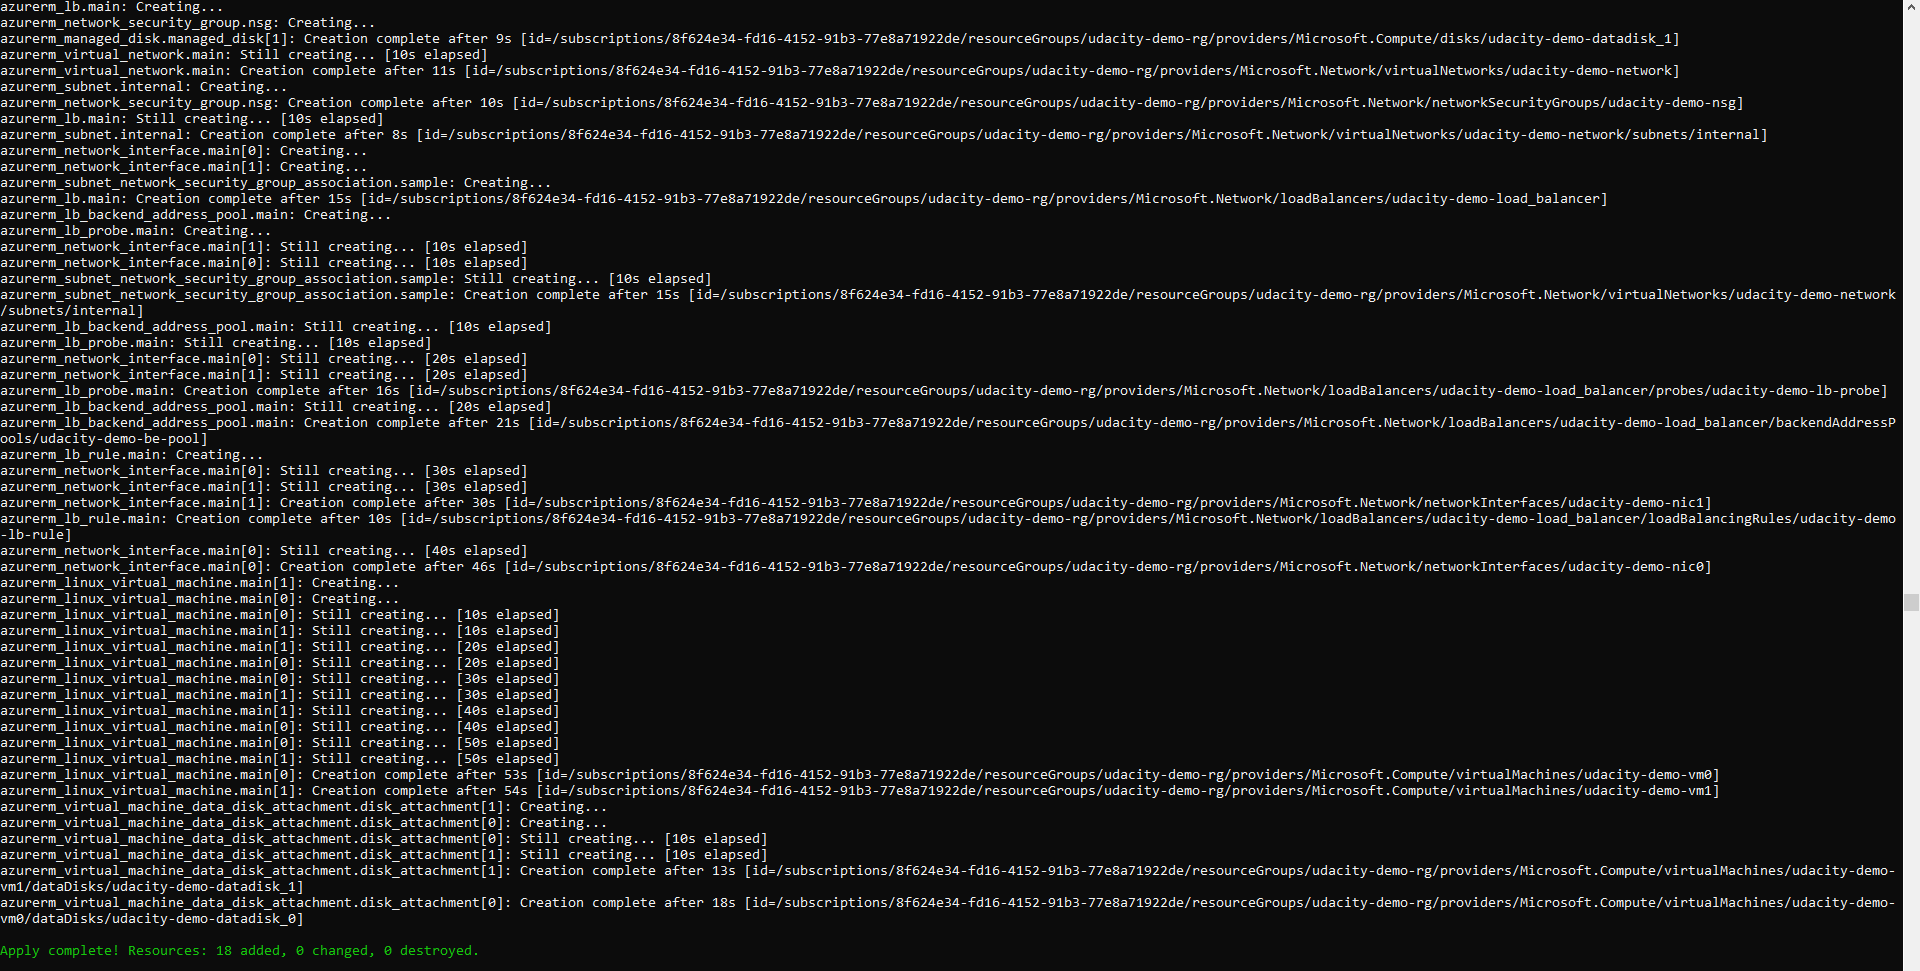 azurerm_lb.main: Creating...
azurerm_network_security_group.nsg: Creating...
azurerm_managed_disk.managed_disk[1]: Creation complete after 9s [id=/subscriptions/8f624e34-fd16-4152-91b3-77e8a71922de/resourceGroups/udacity-demo-rg/providers/Microsoft.Compute/disks/udacity-demo-datadisk_1]
azurerm_virtual_network.main: Still creating... [10s elapsed]
azurerm_virtual_network.main: Creation complete after 11s [id=/subscriptions/8f624e34-fd16-4152-91b3-77e8a71922de/resourceGroups/udacity-demo-rg/providers/Microsoft.Network/virtualNetworks/udacity-demo-network]
azurerm_subnet.internal: Creating...
azurerm_network_security_group.nsg: Creation complete after 10s [id=/subscriptions/8f624e34-fd16-4152-91b3-77e8a71922de/resourceGroups/udacity-demo-rg/providers/Microsoft.Network/networkSecurityGroups/udacity-demo-nsg]
azurerm_lb.main: Still creating... [10s elapsed]
azurerm_subnet.internal: Creation complete after 8s [id=/subscriptions/8f624e34-fd16-4152-91b3-77e8a71922de/resourceGroups/udacity-demo-rg/providers/Microsoft.Network/virtualNetworks/udacity-demo-network/subnets/internal]
azurerm_network_interface.main[0]: Creating...
azurerm_network_interface.main[1]: Creating...
azurerm_subnet_network_security_group_association.sample: Creating...
azurerm_lb.main: Creation complete after 15s [id=/subscriptions/8f624e34-fd16-4152-91b3-77e8a71922de/resourceGroups/udacity-demo-rg/providers/Microsoft.Network/loadBalancers/udacity-demo-load_balancer]
azurerm_lb_backend_address_pool.main: Creating...
azurerm_lb_probe.main: Creating...
azurerm_network_interface.main[1]: Still creating... [10s elapsed]
azurerm_network_interface.main[0]: Still creating... [10s elapsed]
azurerm_subnet_network_security_group_association.sample: Still creating... [10s elapsed]
azurerm_subnet_network_security_group_association.sample: Creation complete after 15s [id=/subscriptions/8f624e34-fd16-4152-91b3-77e8a71922de/resourceGroups/udacity-demo-rg/providers/Microsoft.Network/virtualNetworks/udacity-demo-network
/subnets/internal]
azurerm_lb_backend_address_pool.main: Still creating... [10s elapsed]
azurerm_lb_probe.main: Still creating... [10s elapsed]
azurerm_network_interface.main[0]: Still creating... [20s elapsed]
azurerm_network_interface.main[1]: Still creating... [20s elapsed]
azurerm_lb_probe.main: Creation complete after 16s [id=/subscriptions/8f624e34-fd16-4152-91b3-77e8a71922de/resourceGroups/udacity-demo-rg/providers/Microsoft.Network/loadBalancers/udacity-demo-load_balancer/probes/udacity-demo-lb-probe]
azurerm_lb_backend_address_pool.main: Still creating... [20s elapsed]
azurerm_lb_backend_address_pool.main: Creation complete after 21s [id=/subscriptions/8f624e34-fd16-4152-91b3-77e8a71922de/resourceGroups/udacity-demo-rg/providers/Microsoft.Network/loadBalancers/udacity-demo-load_balancer/backendAddressP
ools/udacity-demo-be-pool]
azurerm_lb_rule.main: Creating...
azurerm_network_interface.main[0]: Still creating... [30s elapsed]
azurerm_network_interface.main[1]: Still creating... [30s elapsed]
azurerm_network_interface.main[1]: Creation complete after 30s [id=/subscriptions/8f624e34-fd16-4152-91b3-77e8a71922de/resourceGroups/udacity-demo-rg/providers/Microsoft.Network/networkInterfaces/udacity-demo-nic1]
azurerm_lb_rule.main: Creation complete after 10s [id=/subscriptions/8f624e34-fd16-4152-91b3-77e8a71922de/resourceGroups/udacity-demo-rg/providers/Microsoft.Network/loadBalancers/udacity-demo-load_balancer/loadBalancingRules/udacity-demo
-lb-rule]
azurerm_network_interface.main[0]: Still creating... [40s elapsed]
azurerm_network_interface.main[0]: Creation complete after 46s [id=/subscriptions/8f624e34-fd16-4152-91b3-77e8a71922de/resourceGroups/udacity-demo-rg/providers/Microsoft.Network/networkInterfaces/udacity-demo-nic0]
azurerm_linux_virtual_machine.main[1]: Creating...
azurerm_linux_virtual_machine.main[0]: Creating...
azurerm_linux_virtual_machine.main[0]: Still creating... [10s elapsed]
azurerm_linux_virtual_machine.main[1]: Still creating... [10s elapsed]
azurerm_linux_virtual_machine.main[1]: Still creating... [20s elapsed]
azurerm_linux_virtual_machine.main[0]: Still creating... [20s elapsed]
azurerm_linux_virtual_machine.main[0]: Still creating... [30s elapsed]
azurerm_linux_virtual_machine.main[1]: Still creating... [30s elapsed]
azurerm_linux_virtual_machine.main[1]: Still creating... [40s elapsed]
azurerm_linux_virtual_machine.main[0]: Still creating... [40s elapsed]
azurerm_linux_virtual_machine.main[0]: Still creating... [50s elapsed]
azurerm_linux_virtual_machine.main[1]: Still creating... [50s elapsed]
azurerm_linux_virtual_machine.main[0]: Creation complete after 53s [id=/subscriptions/8f624e34-fd16-4152-91b3-77e8a71922de/resourceGroups/udacity-demo-rg/providers/Microsoft.Compute/virtualMachines/udacity-demo-vm0]
azurerm_linux_virtual_machine.main[1]: Creation complete after 54s [id=/subscriptions/8f624e34-fd16-4152-91b3-77e8a71922de/resourceGroups/udacity-demo-rg/providers/Microsoft.Compute/virtualMachines/udacity-demo-vm1]
azurerm_virtual_machine_data_disk_attachment.disk_attachment[1]: Creating...
azurerm_virtual_machine_data_disk_attachment.disk_attachment[0]: Creating...
azurerm_virtual_machine_data_disk_attachment.disk_attachment[0]: Still creating... [10s elapsed]
azurerm_virtual_machine_data_disk_attachment.disk_attachment[1]: Still creating... [10s elapsed]
azurerm_virtual_machine_data_disk_attachment.disk_attachment[1]: Creation complete after 13s [id=/subscriptions/8f624e34-fd16-4152-91b3-77e8a71922de/resourceGroups/udacity-demo-rg/providers/Microsoft.Compute/virtualMachines/udacity-demo-
vm1/dataDisks/udacity-demo-datadisk_1]
azurerm_virtual_machine_data_disk_attachment.disk_attachment[0]: Creation complete after 18s [id=/subscriptions/8f624e34-fd16-4152-91b3-77e8a71922de/resourceGroups/udacity-demo-rg/providers/Microsoft.Compute/virtualMachines/udacity-demo-
vm0/dataDisks/udacity-demo-datadisk_0]
Apply complete! Resources: 18 added, 0 changed, 0 destroyed.